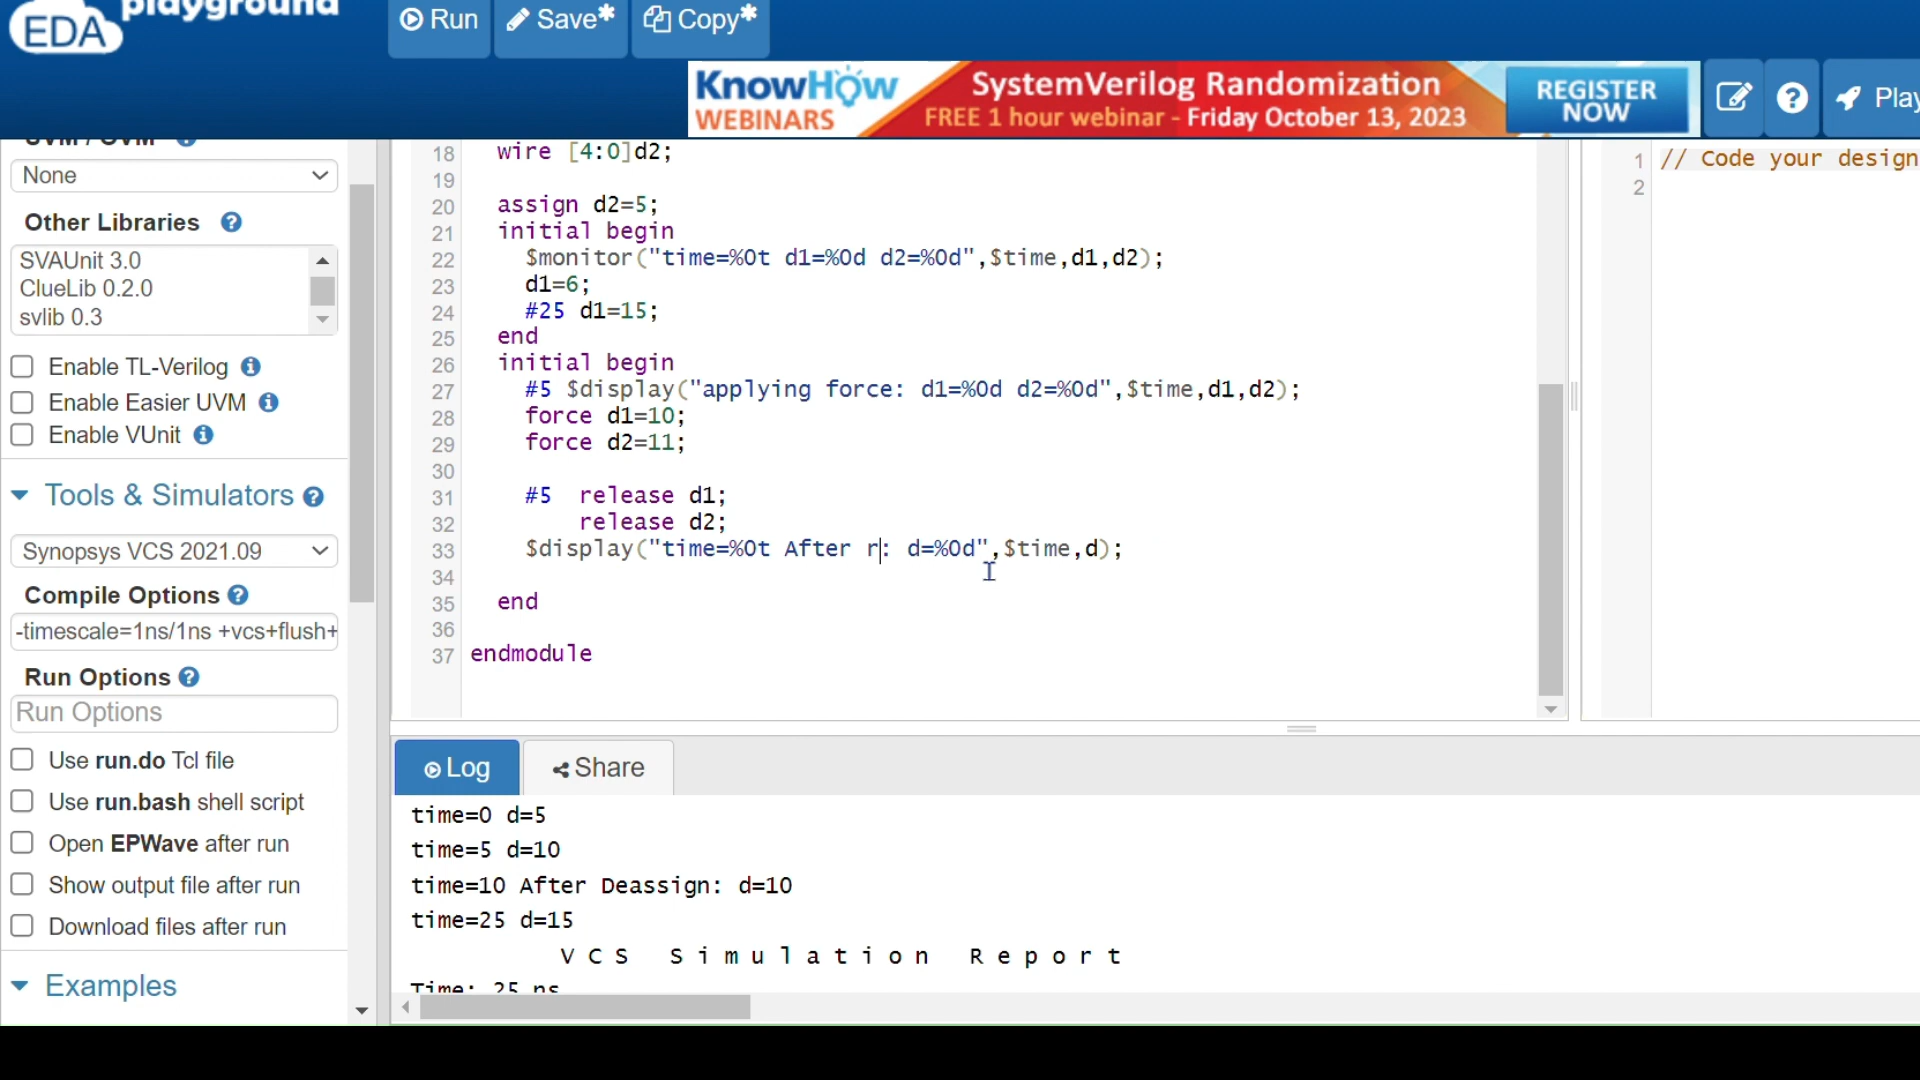 EDA playground
Run
Save*
Copy*
KnowHow WEBINARS
SystemVerilog Randomization
FREE 1 hour webinar - Friday October 13, 2023
REGISTER NOW
Play
UVM / OVM
None
Other Libraries
SVAUnit 3.0
ClueLib 0.2.0
svlib 0.3
Enable TL-Verilog
Enable Easier UVM
Enable VUnit
Tools & Simulators
Synopsys VCS 2021.09
Compile Options
-timescale=1ns/1ns +vcs+flush+
Run Options
Run Options
Use run.do Tcl file
Use run.bash shell script
Open EPWave after run
Show output file after run
Download files after run
Examples
18 wire [4:0]d2;
19
20 assign d2=5;
21 initial begin
22 $monitor("time=%0t d1=%0d d2=%0d",$time,d1,d2);
23 d1=6;
24 #25 d1=15;
25 end
26 initial begin
27 #5 $display("applying force: d1=%0d d2=%0d",$time,d1,d2);
28 force d1=10;
29 force d2=11;
30
31 #5 release d1;
32 release d2;
33 $display("time=%0t After r: d=%0d",$time,d);
34
35 end
36
37 endmodule
1 // Code your design
2
Log
Share
time=0 d=5
time=5 d=10
time=10 After Deassign: d=10
time=25 d=15
V C S   S i m u l a t i o n   R e p o r t
Time: 25 ns